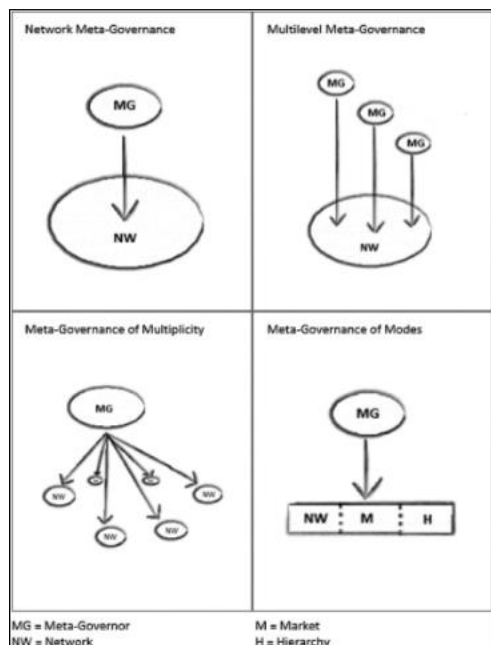 Network Meta-Governance
MG
NW
Multilevel Meta-Governance
MG
MG
MG
NW
Meta-Governance of Multiplicity
MG
NW
NW
NW
NW
Meta-Governance of Modes
MG
NW
M
H
MG = Meta-Governor
M = Market
NW = Network
H = Hierarchy